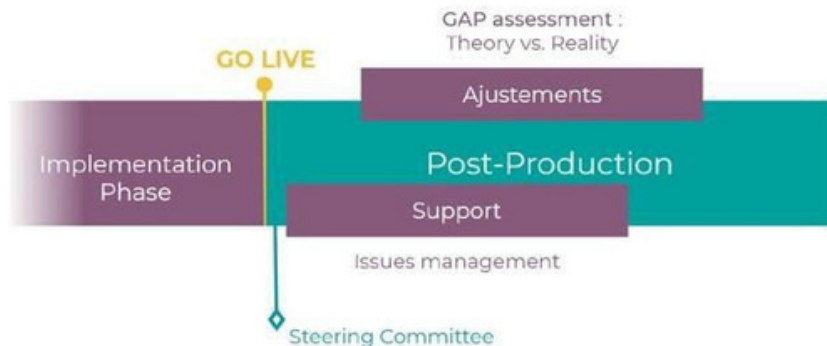 GAP assessment :
Theory vs. Reality
GO LIVE
Ajustements
Implementation
Phase
Post-Production
Support
Issues management
Steering Committee